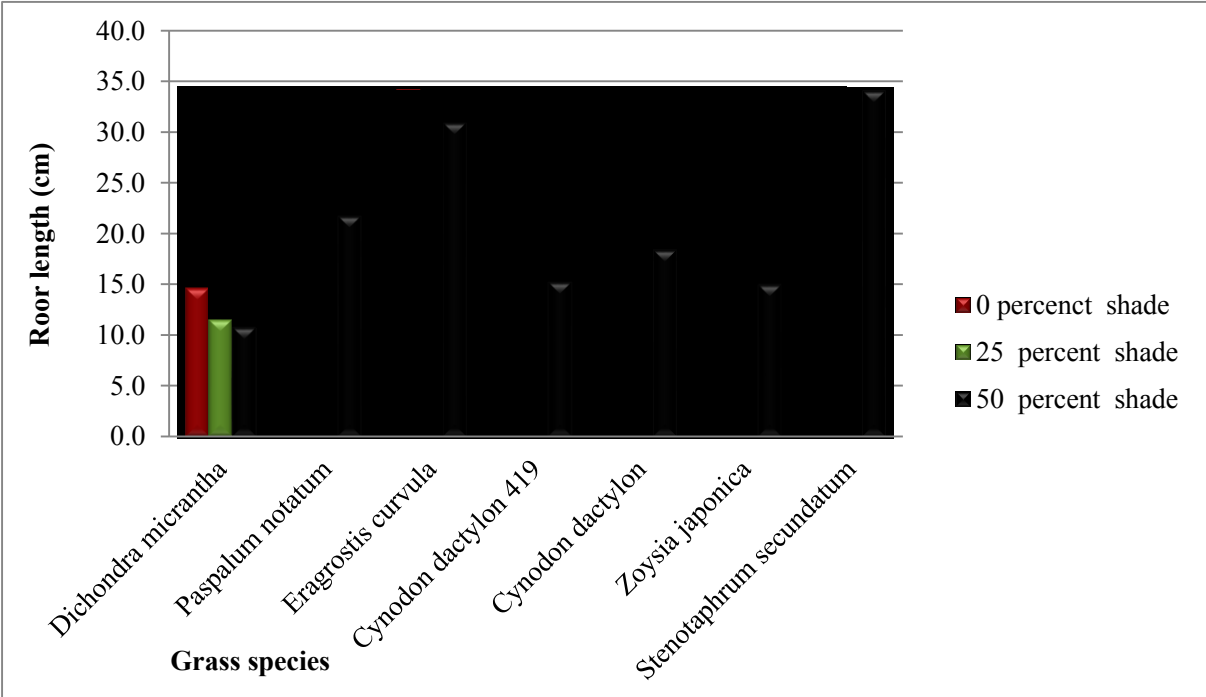 40.0
35.0
30.0
25.0
20.0
15.0
10.0
5.0
0.0
Roor length (cm)
Dichondra micrantha
Paspalum notatum
Eragrostis curvula
Cynodon dactylon 419
Cynodon dactylon
Zoysia japonica
Stenotaphrum secundatum
Grass species
0 percenct shade
25 percent shade
50 percent shade